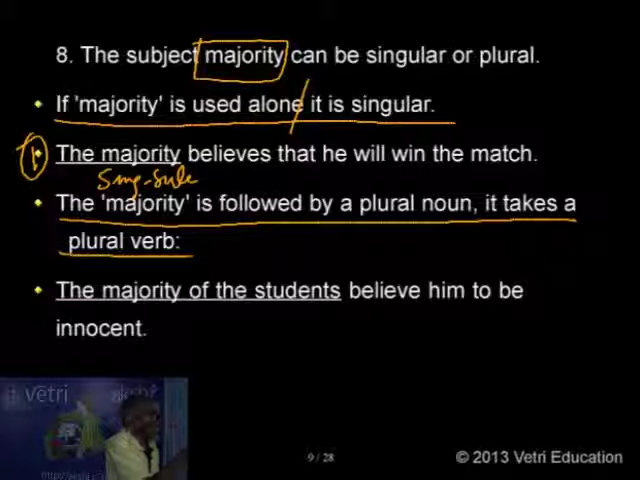 8. The subject majority can be singular or plural.
If 'majority' is used alone it is singular.
The majority believes that he will win the match.
The 'majority' is followed by a plural noun, it takes a
plural verb:
The majority of the students believe him to be
innocent.
vetri
9 / 28
© 2013 Vetri Education